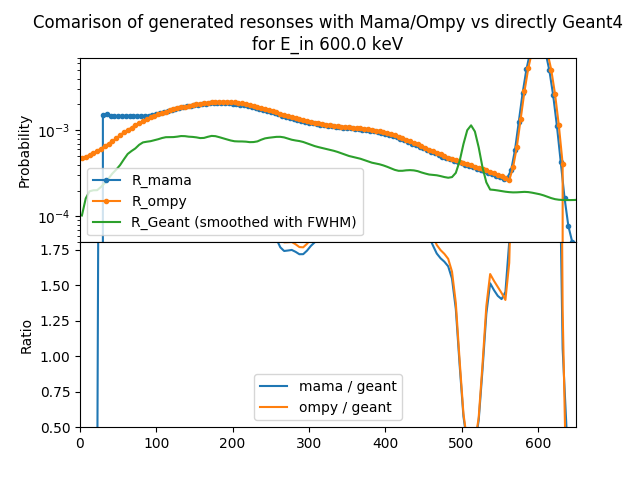 Comarison of generated resonses with Mama/Ompy vs directly Geant4
for E_in 600.0 keV
Probability
10⁻³
10⁻⁴
R_mama
R_ompy
R_Geant (smoothed with FWHM)
Ratio
1.75
1.50
1.25
1.00
0.75
0.50
mama / geant
ompy / geant
0 100 200 300 400 500 600